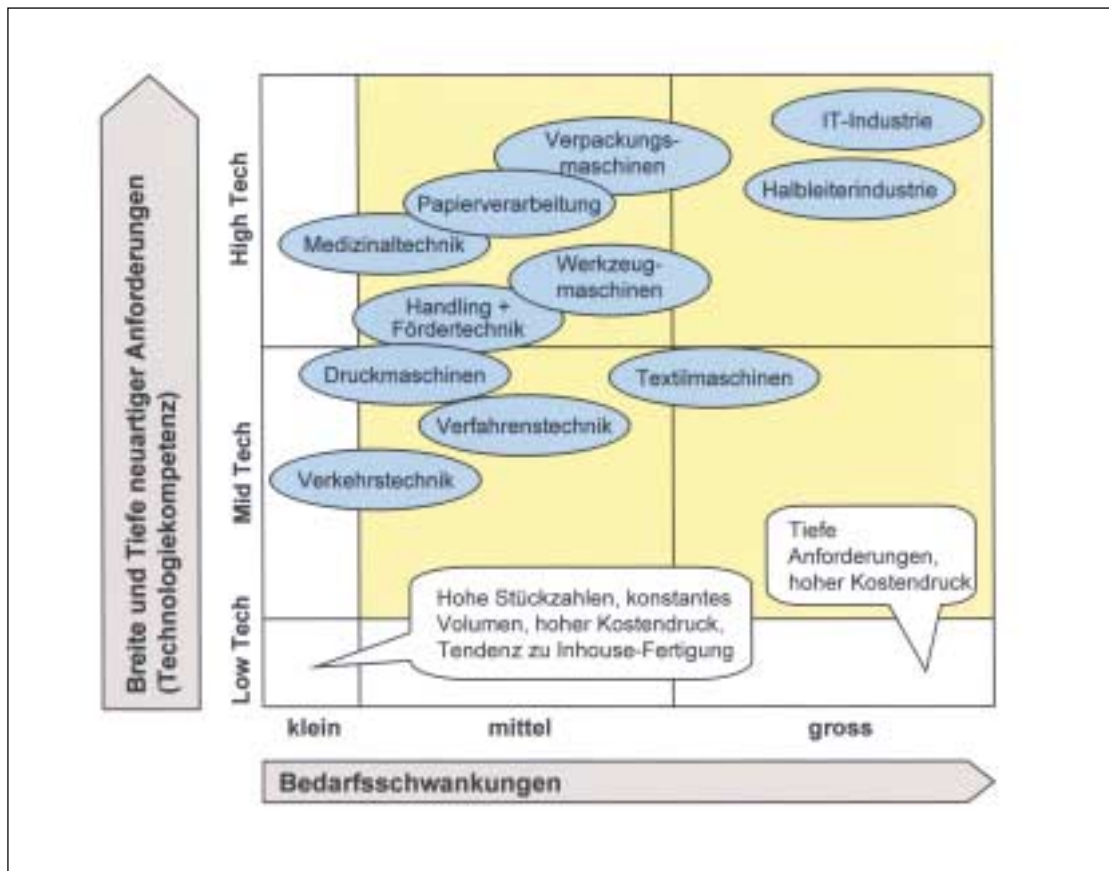 Breite und Tiefe neuartiger Anforderungen
(Technologiekompetenz)
High Tech
Mid Tech
Low Tech
IT-Industrie
Verpackungs-
maschinen
Halbleiterindustrie
Papierverarbeitung
Medizinaltechnik
Werkzeug-
maschinen
Handling +
Fördertechnik
Druckmaschinen
Textilmaschinen
Verfahrenstechnik
Verkehrstechnik
Tiefe
Anforderungen,
hoher Kostendruck
Hohe Stückzahlen, konstantes
Volumen, hoher Kostendruck,
Tendenz zu Inhouse-Fertigung
klein
mittel
gross
Bedarfsschwankungen